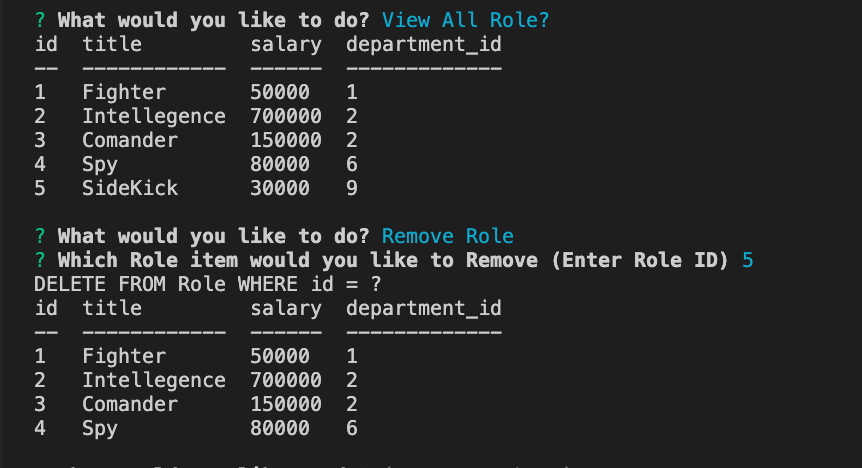 ? What would you like to do? View All Role?
id  title         salary  department_id
--  ------------  ------  -------------
1   Fighter       50000   1
2   Intellegence  700000  2
3   Comander      150000  2
4   Spy           80000   6
5   SideKick      30000   9
? What would you like to do? Remove Role
? Which Role item would you like to Remove (Enter Role ID) 5
DELETE FROM Role WHERE id = ?
id  title         salary  department_id
--  ------------  ------  -------------
1   Fighter       50000   1
2   Intellegence  700000  2
3   Comander      150000  2
4   Spy           80000   6